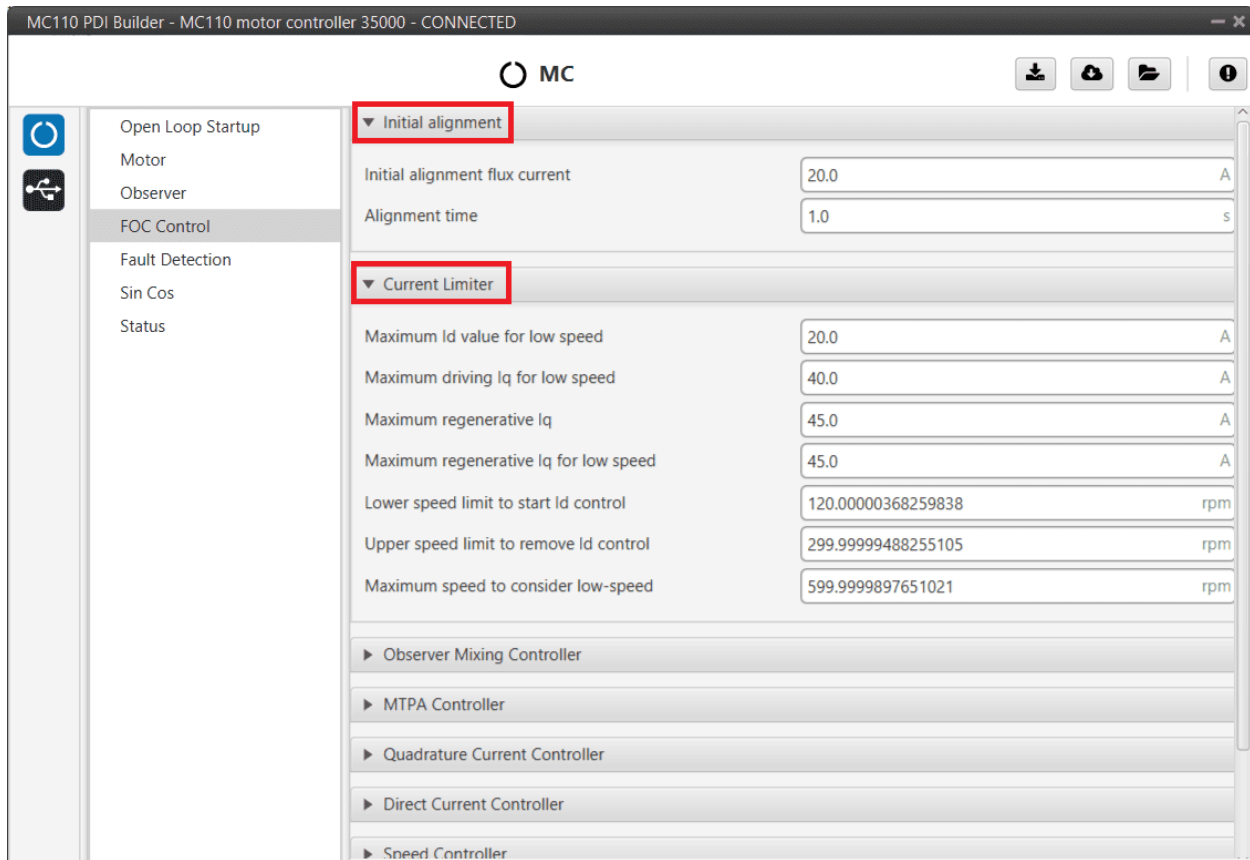 MC110 PDI Builder - MC110 motor controller 35000 - CONNECTED
MC
Open Loop Startup
Motor
Observer
FOC Control
Fault Detection
Sin Cos
Status
Initial alignment
Initial alignment flux current 20.0 A
Alignment time 1.0 s
Current Limiter
Maximum Id value for low speed 20.0 A
Maximum driving Iq for low speed 40.0 A
Maximum regenerative Iq 45.0 A
Maximum regenerative Iq for low speed 45.0 A
Lower speed limit to start Id control 120.00000368259838 rpm
Upper speed limit to remove Id control 299.99999488255105 rpm
Maximum speed to consider low-speed 599.9999897651021 rpm
Observer Mixing Controller
MTPA Controller
Quadrature Current Controller
Direct Current Controller
Speed Controller